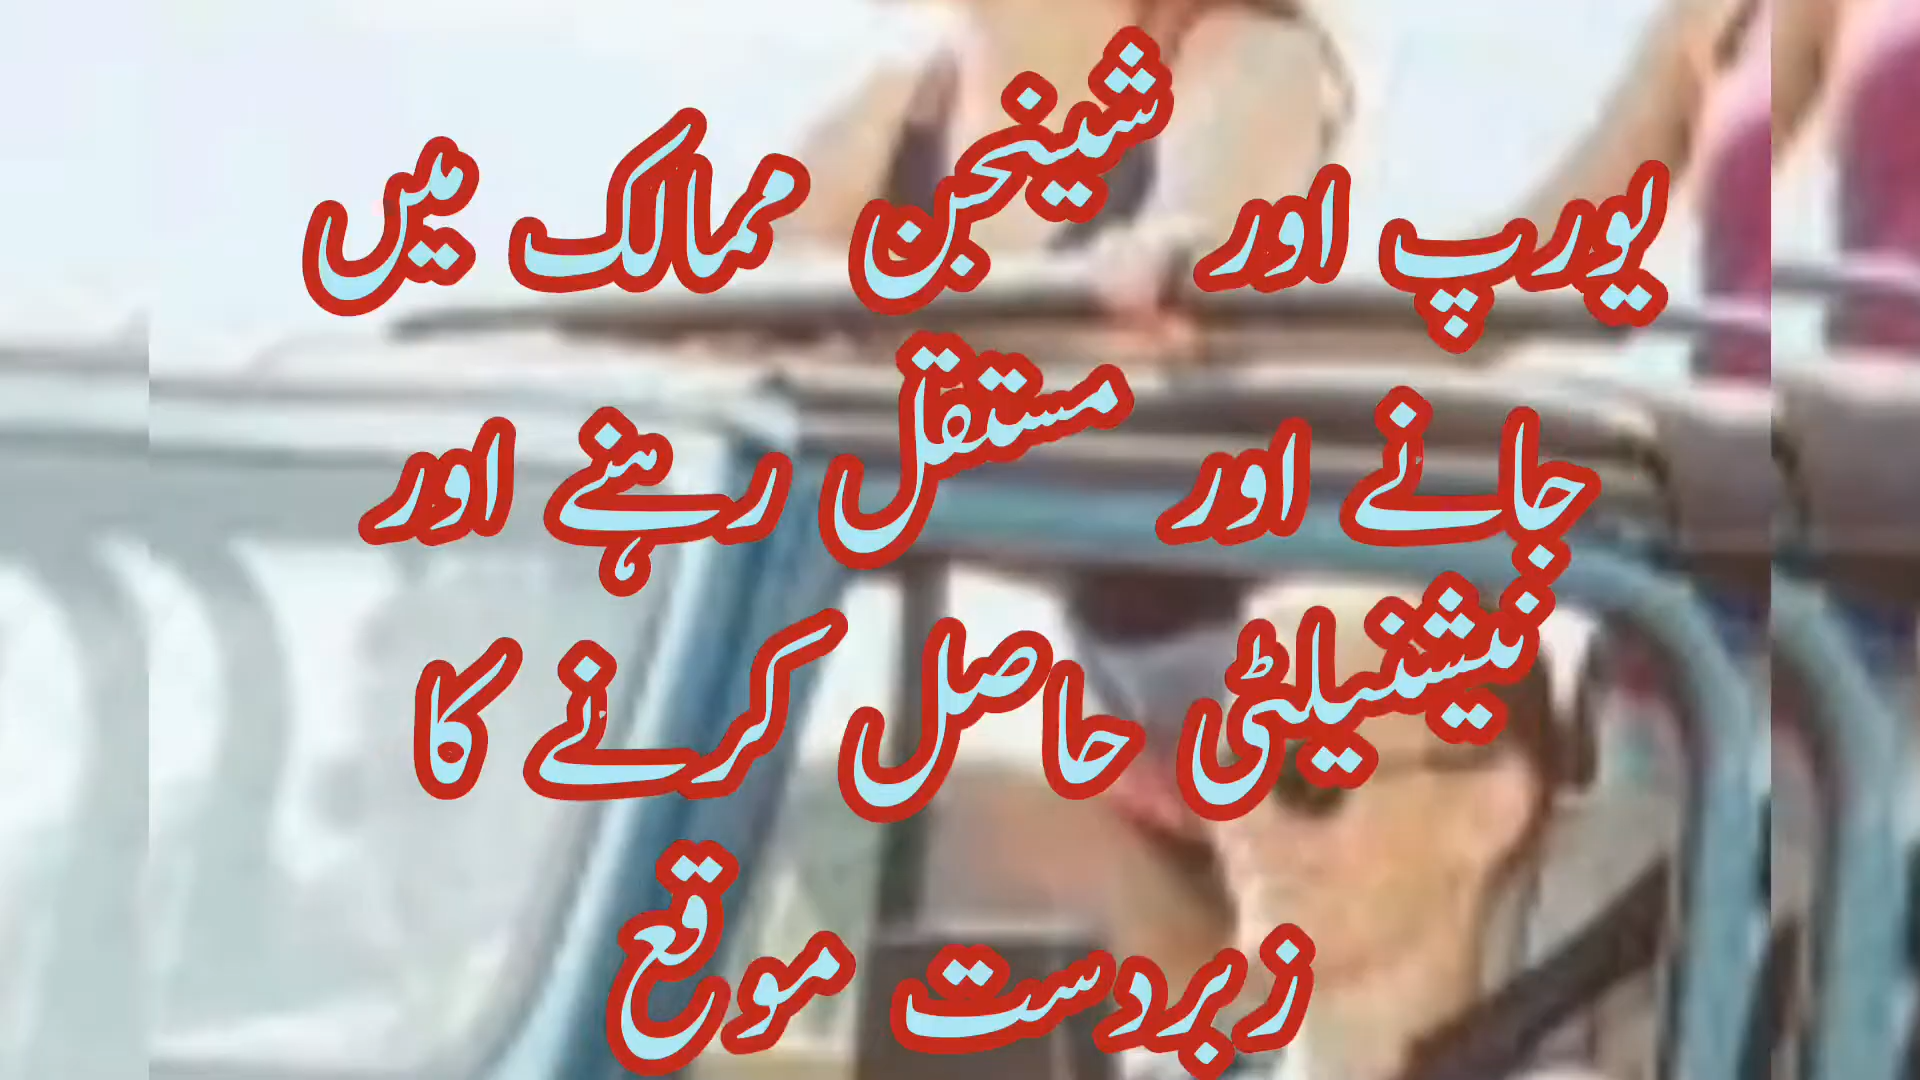 یورپ اور شینجن ممالک میں
جانے اور مستقل رہنے اور
نیشنیلٹی حاصل کرنے کا
زبردست موقع